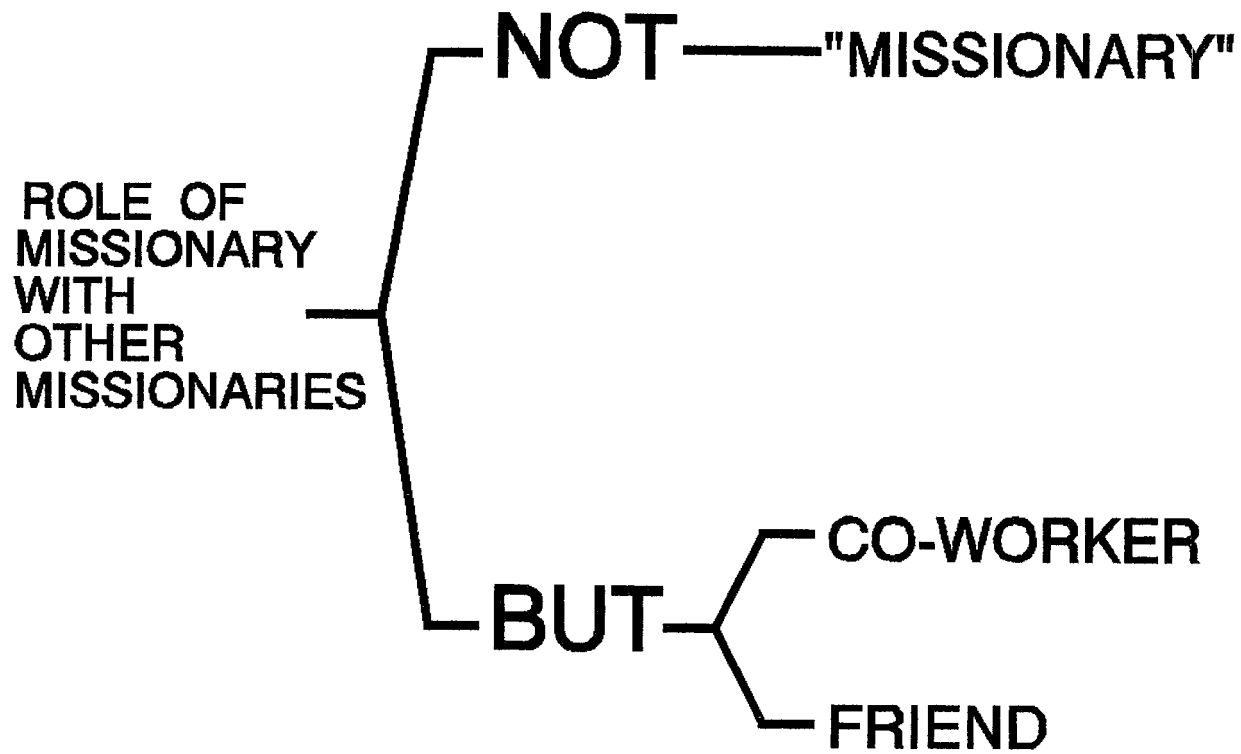 NOT
"MISSIONARY"
ROLE OF
MISSIONARY
WITH
OTHER
MISSIONARIES
CO-WORKER
BUT
FRIEND